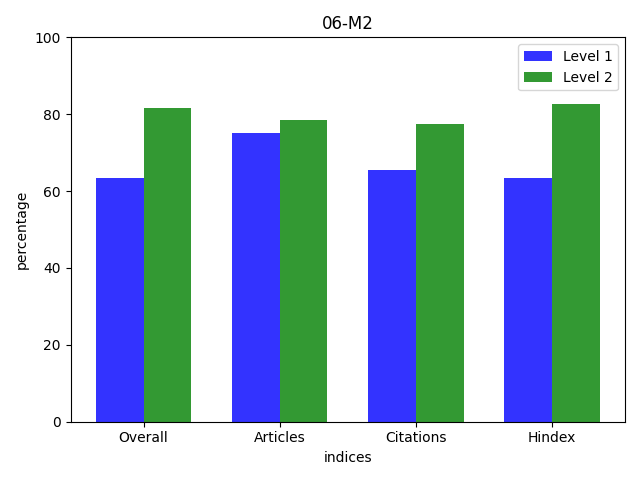 06-M2
100
80
60
40
20
0
percentage
Level 1
Level 2
Overall Articles Citations Hindex
indices